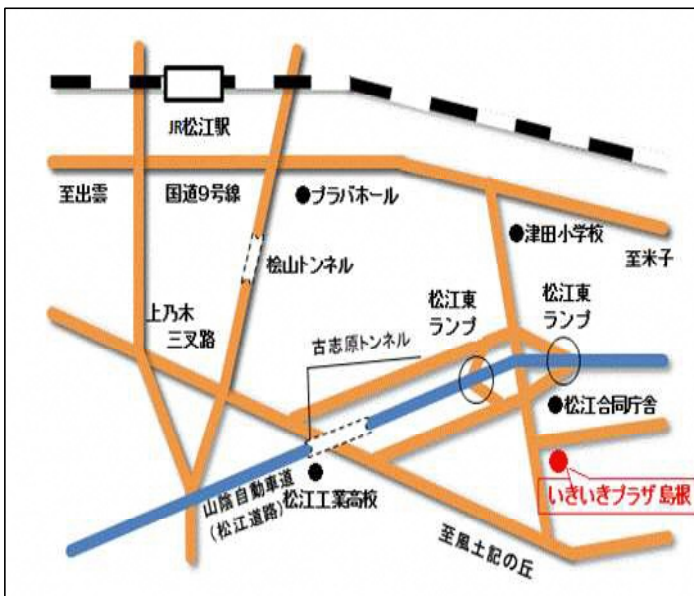 JR松江駅
至出雲
国道9号線
プラバホール
津田小学校
至米子
桧山トンネル
松江東
ランプ
松江東
ランプ
上乃木
三叉路
古志原トンネル
松江合同庁舎
いきいきプラザ島根
山陰自動車道
(松江道路)
松江工業高校
至風土記の丘